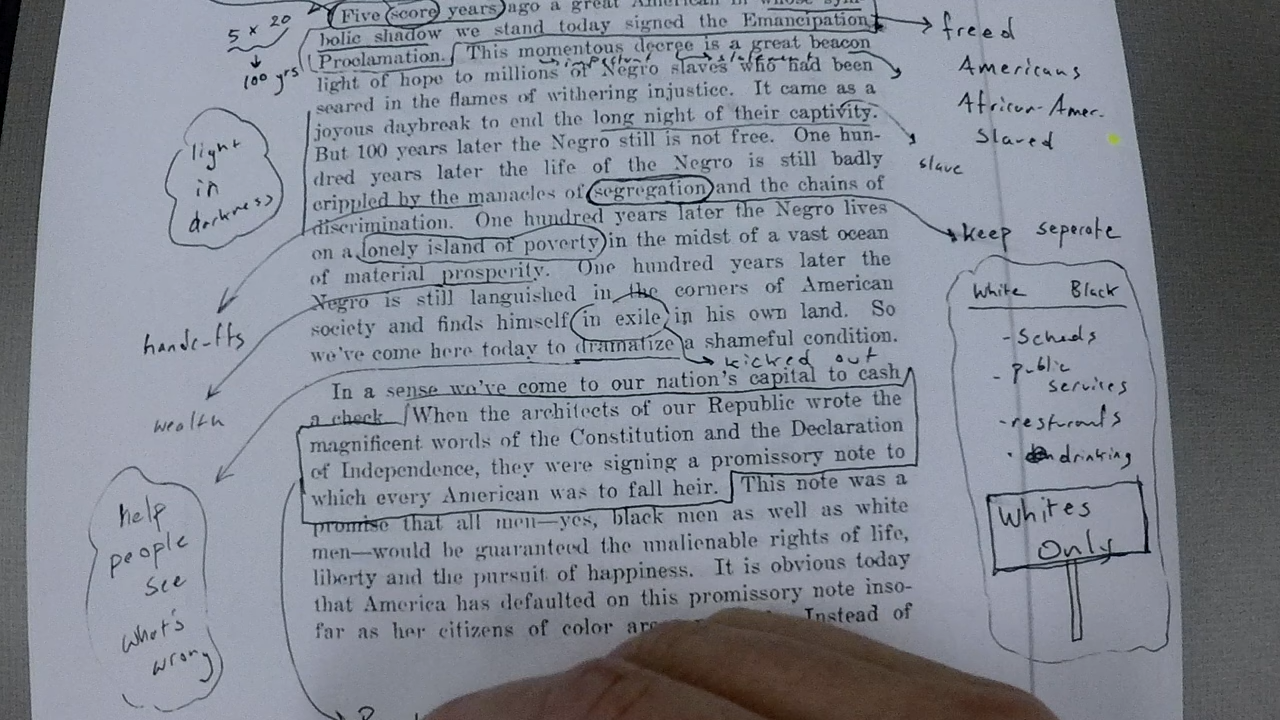 Five score years ago a great American in whose sym-
bolic shadow we stand today signed the Emancipation
Proclamation. This momentous decree is a great beacon
light of hope to millions of Negro slaves who had been
seared in the flames of withering injustice. It came as a
joyous daybreak to end the long night of their captivity.
But 100 years later the Negro still is not free. One hun-
dred years later the life of the Negro is still badly
crippled by the manacles of segregation and the chains of
discrimination. One hundred years later the Negro lives
on a lonely island of poverty in the midst of a vast ocean
of material prosperity. One hundred years later the
Negro is still languished in the corners of American
society and finds himself in exile in his own land. So
we've come here today to dramatize a shameful condition.
kicked out
In a sense we've come to our nation's capital to cash
a check. When the architects of our Republic wrote the
magnificent words of the Constitution and the Declaration
of Independence, they were signing a promissory note to
which every American was to fall heir. This note was a
promise that all men—yes, black men as well as white
men—would be guaranteed the unalienable rights of life,
liberty and the pursuit of happiness. It is obvious today
that America has defaulted on this promissory note inso-
far as her citizens of color are
Instead of
5 x 20
100 yrs
light
in
darkness
handcuffs
wealth
help
people
see
what's
wrong
freed
Americans
African-Amer.
Slaved
slave
keep seperate
White Black
- Schools
- public
services
- resturants
· drinking
Whites
Only